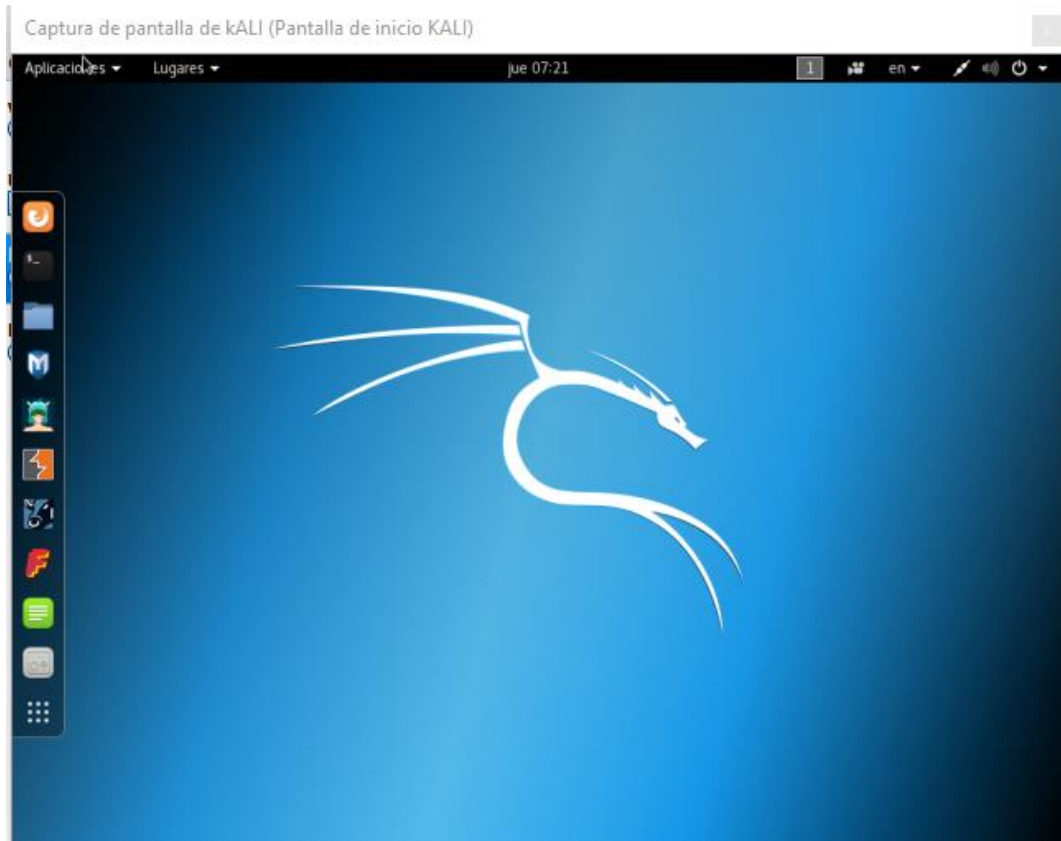 Captura de pantalla de kALI (Pantalla de inicio KALI)
Aplicaciones Lugares jue 07:21 1 en